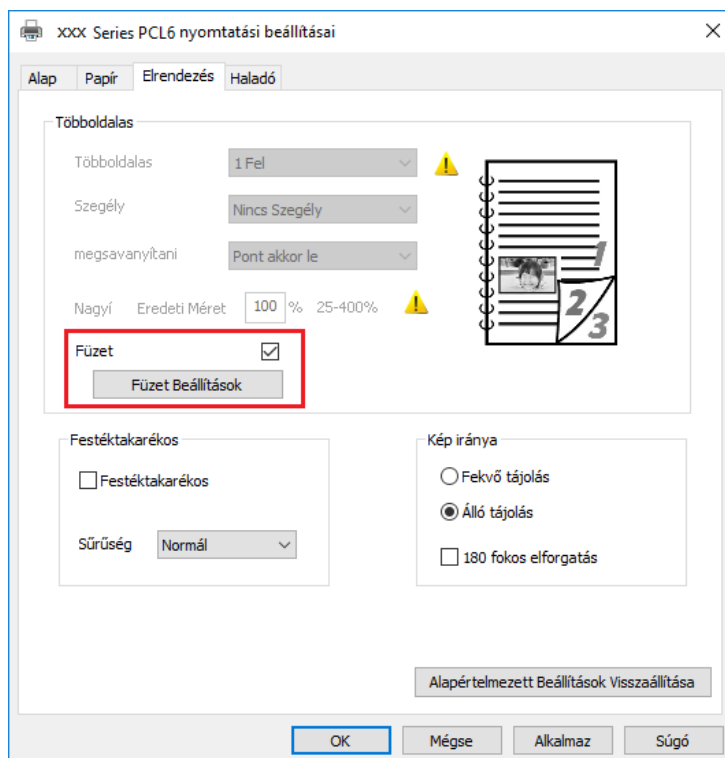 XXX Series PCL6 nyomtatási beállításai
Alap Papír Elrendezés Haladó
Többoldalas
Többoldalas 1 Fel
Szegély Nincs Szegély
megsavanyítani Pont akkor le
Nagyí Eredeti Méret 100 % 25-400%
1
2
3
Füzet
Füzet Beállítások
Festéktakarékos
Festéktakarékos
Sűrűség Normál
Kép iránya
Fekvő tájolás
Álló tájolás
180 fokos elforgatás
Alapértelmezett Beállítások Visszaállítása
OK Mégse Alkalmaz Súgó